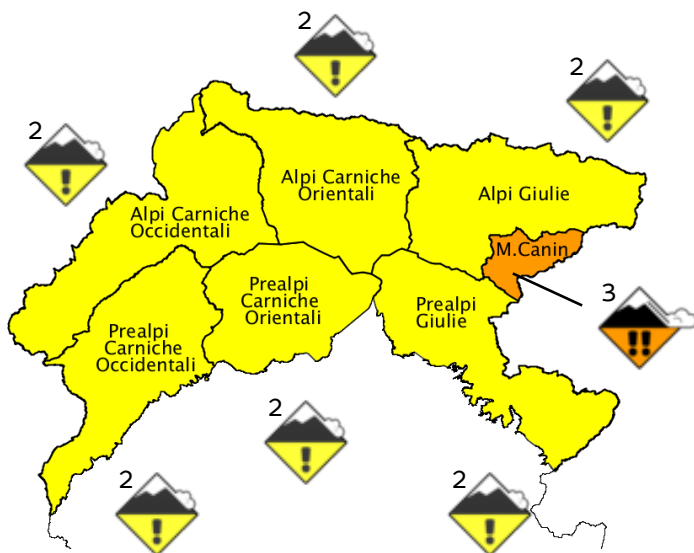 2
2
2
Alpi Carniche
Orientali
Alpi Giulie
Alpi Carniche
Occidentali
M.Canin
Prealpi
Carniche
Orientali
Prealpi
Giulie
3
!!
Prealpi
Carniche
Occidentali
2
!
2
!
2
!